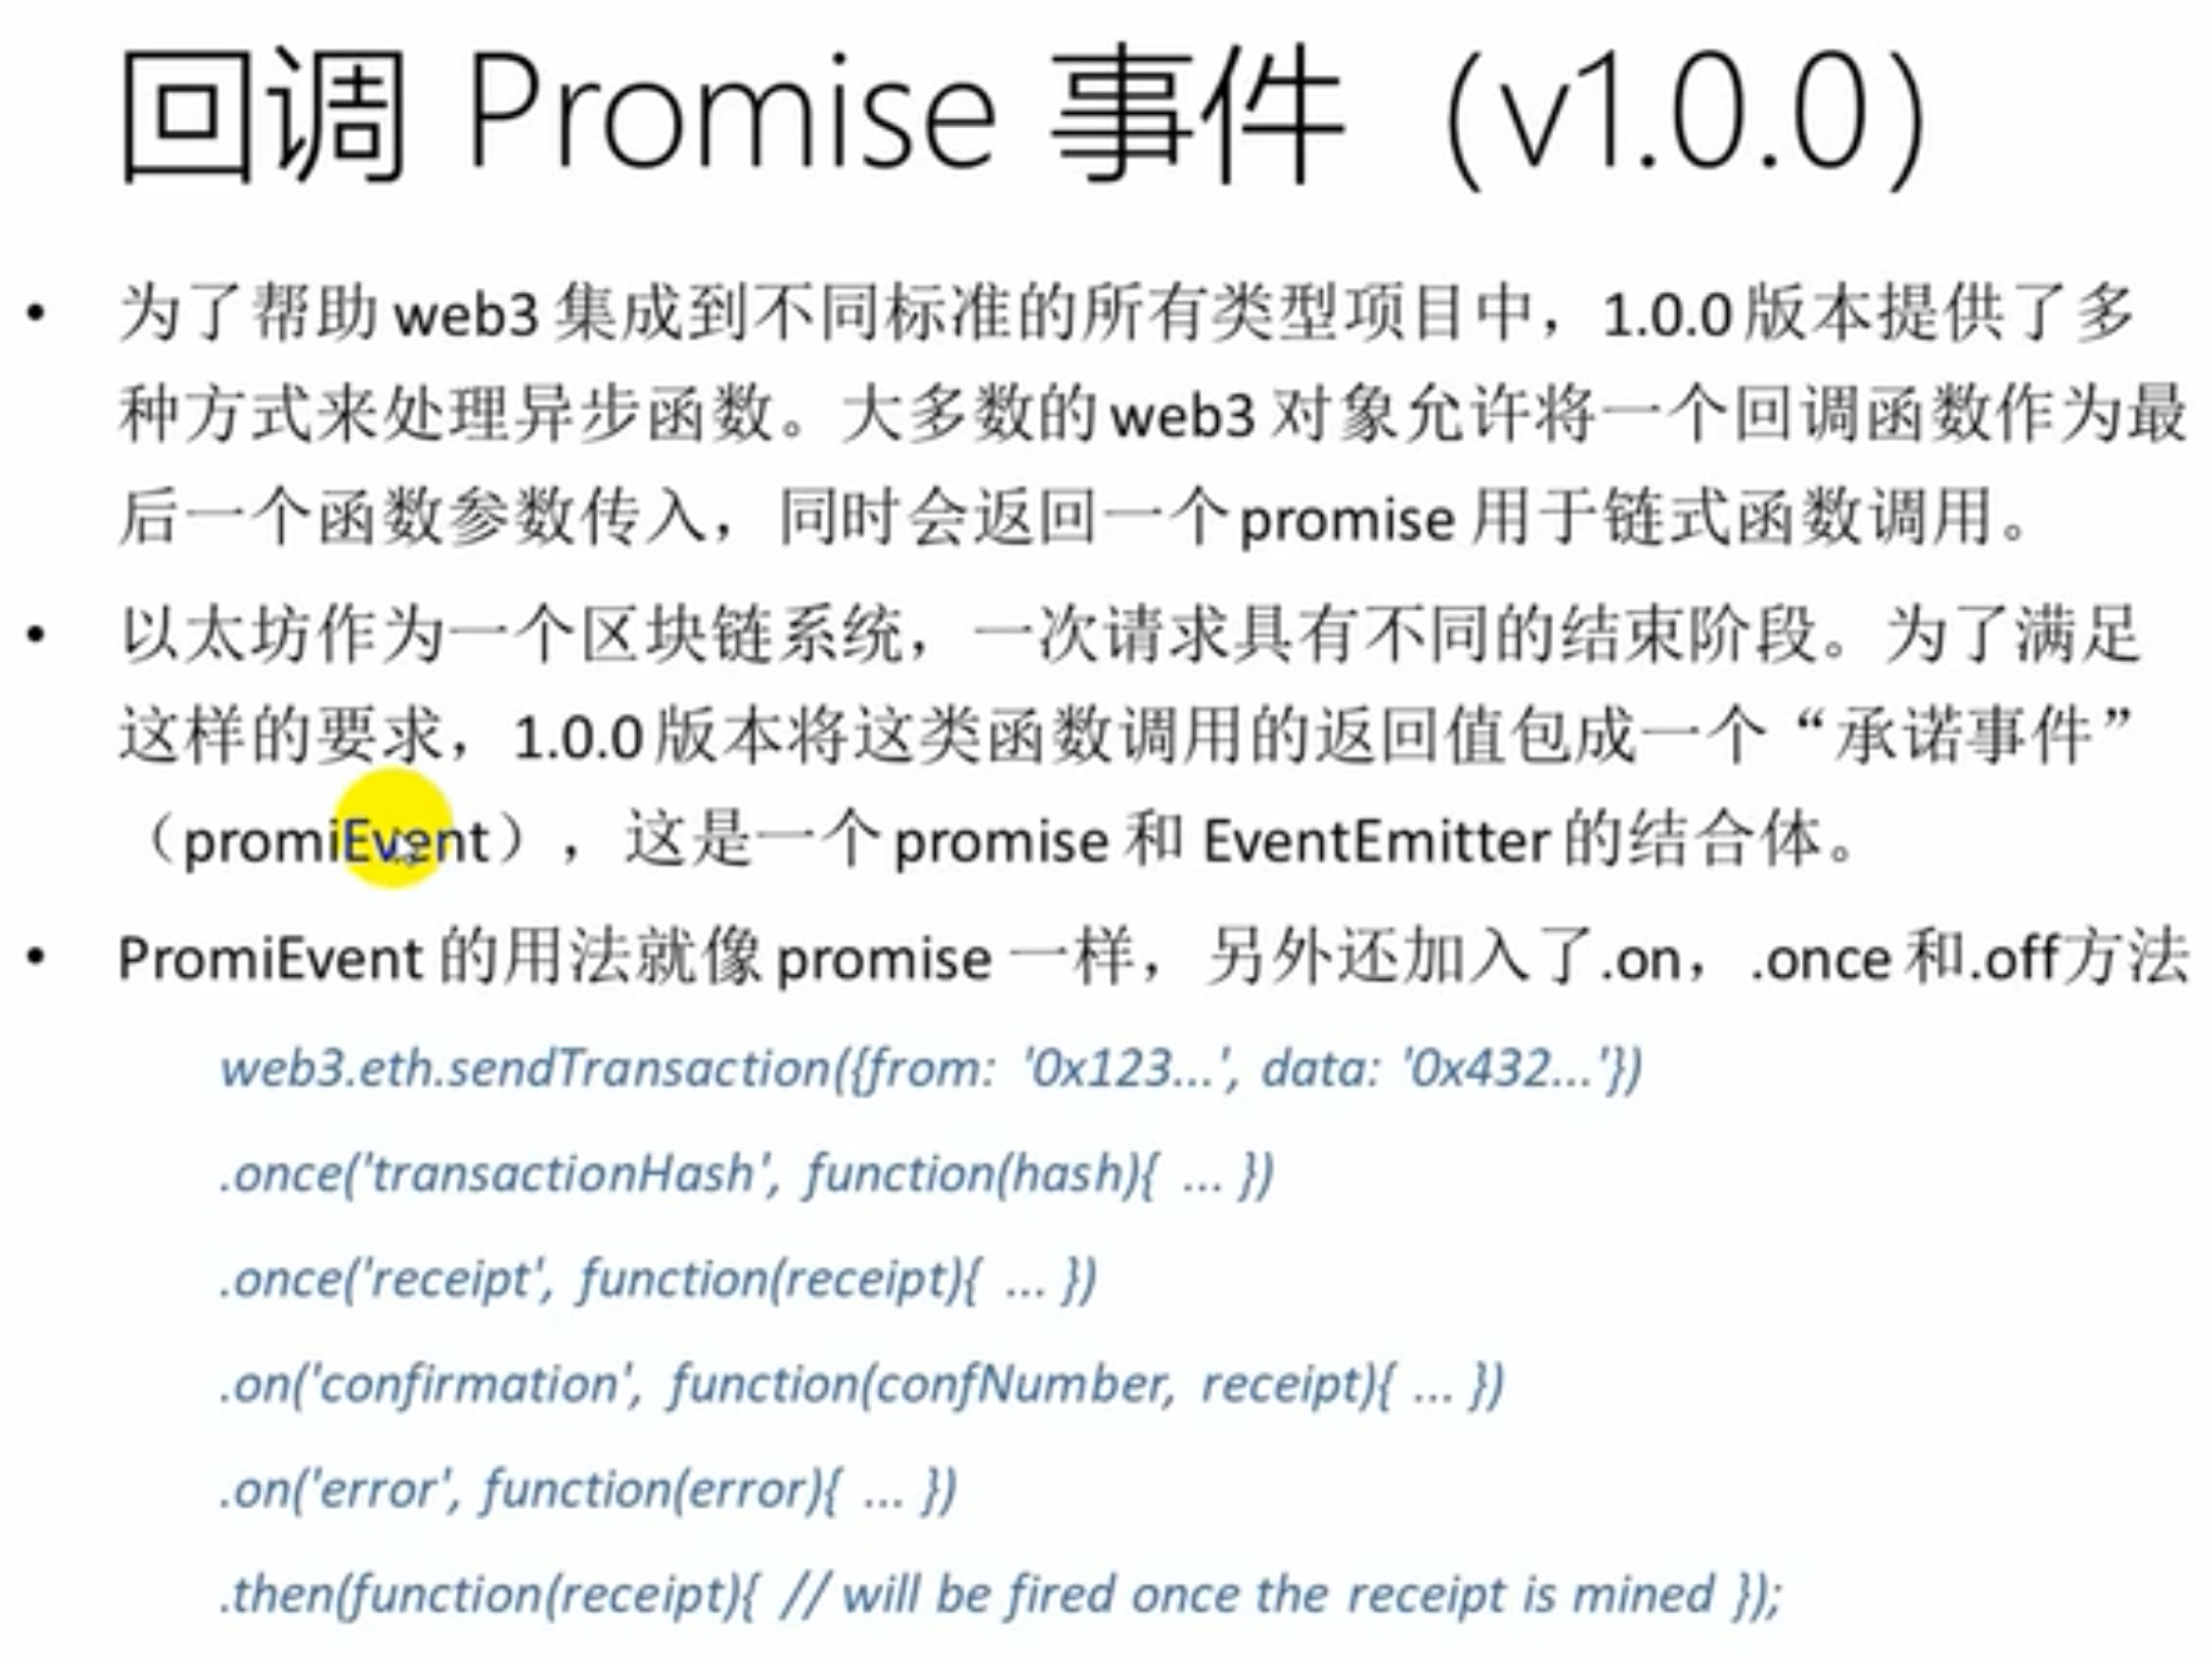 回调 Promise 事件（v1.0.0）
• 为了帮助 web3 集成到不同标准的所有类型项目中，1.0.0 版本提供了多
种方式来处理异步函数。大多数的 web3 对象允许将一个回调函数作为最
后一个函数参数传入，同时会返回一个 promise 用于链式函数调用。
• 以太坊作为一个区块链系统，一次请求具有不同的结束阶段。为了满足
这样的要求，1.0.0 版本将这类函数调用的返回值包成一个“承诺事件”
（promiEvent），这是一个 promise 和 EventEmitter 的结合体。
• PromiEvent 的用法就像 promise 一样，另外还加入了.on，.once 和.off方法
web3.eth.sendTransaction({from: '0x123...', data: '0x432...'})
.once('transactionHash', function(hash){ ... })
.once('receipt', function(receipt){ ... })
.on('confirmation', function(confNumber, receipt){ ... })
.on('error', function(error){ ... })
.then(function(receipt){ // will be fired once the receipt is mined });